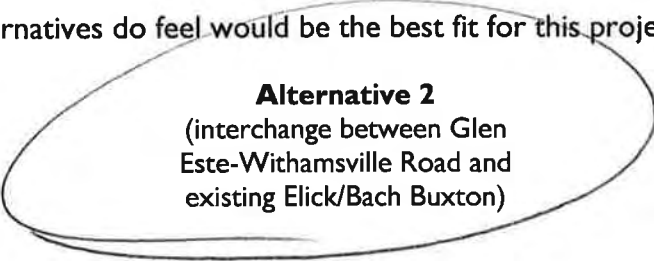 rnatives do feel would be the best fit for this proje
Alternative 2
(interchange between Glen
Este-Withamsville Road and
existing Elick/Bach Buxton)